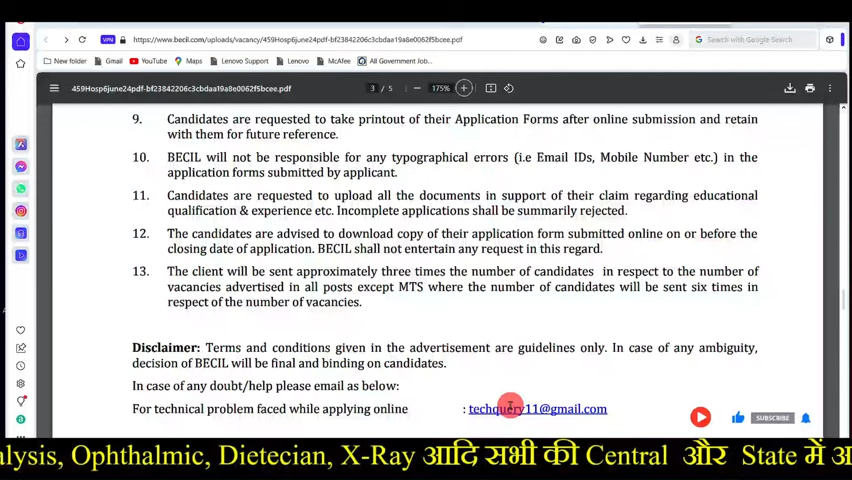 VPN https://www.becil.com/uploads/vacancy/459Hosp6june24pdf-bf23842206c3cbdaa19a8e0062abb5bcee.pdf Search with Google
New folder Gmail YouTube Maps Lenovo Support Lenovo McAfee All Government Job...
459Hosp6june24pdf-bf23842206c3cbdaa19a8e0062abb5bcee.pdf 3 / 5 175%
9. Candidates are requested to take printout of their Application Forms after online submission and retain
with them for future reference.
10. BECIL will not be responsible for any typographical errors (i.e Email IDs, Mobile Number etc.) in the
application forms submitted by applicant.
11. Candidates are requested to upload all the documents in support of their claim regarding educational
qualification & experience etc. Incomplete applications shall be summarily rejected.
12. The candidates are advised to download copy of their application form submitted online on or before the
closing date of application. BECIL shall not entertain any request in this regard.
13. The client will be sent approximately three times the number of candidates in respect to the number of
vacancies advertised in all posts except MTS where the number of candidates will be sent six times in
respect of the number of vacancies.
Disclaimer: Terms and conditions given in the advertisement are guidelines only. In case of any ambiguity,
decision of BECIL will be final and binding on candidates.
In case of any doubt/help please email as below:
For technical problem faced while applying online : techquery11@gmail.com
SUBSCRIBE
alysis, Ophthalmic, Dietecian, X-Ray आदि सभी की Central और State में अ